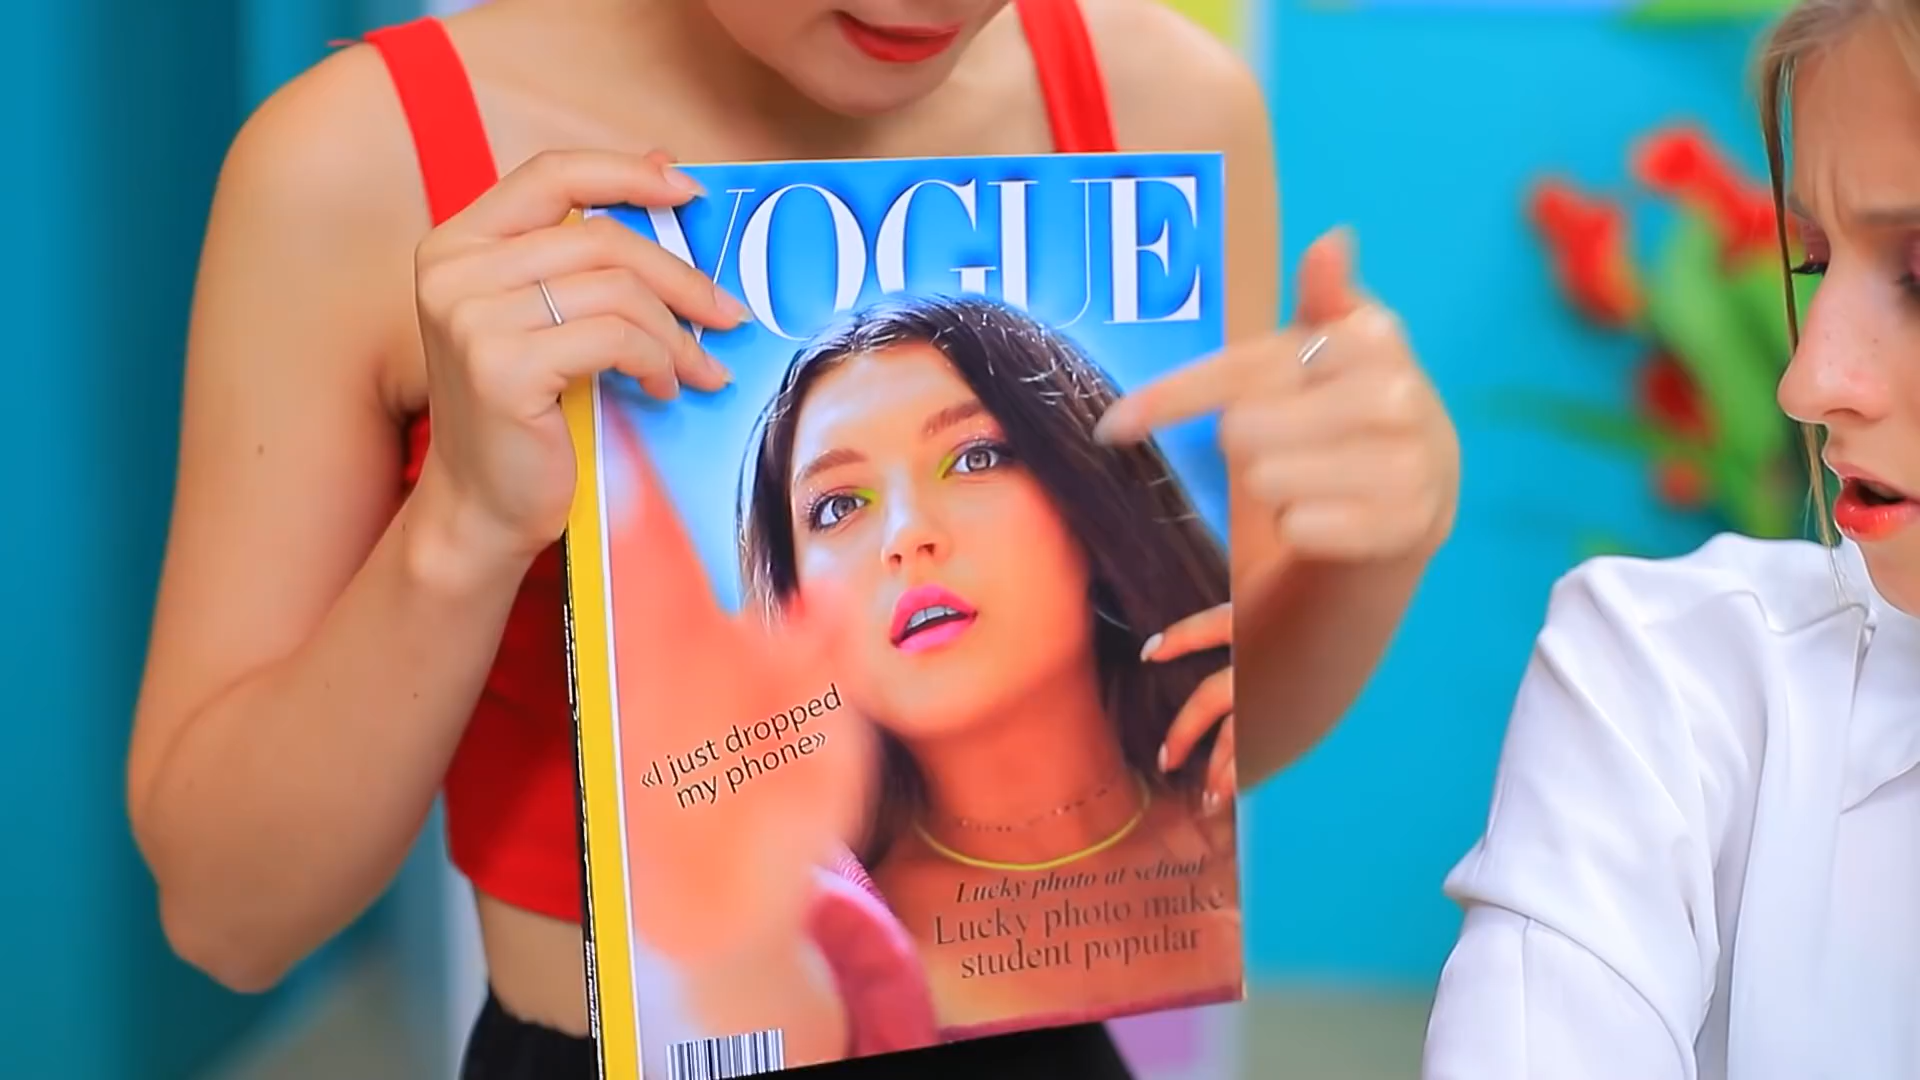 VOGUE
«I just dropped
my phone»
Lucky photo at school
Lucky photo make
student popular